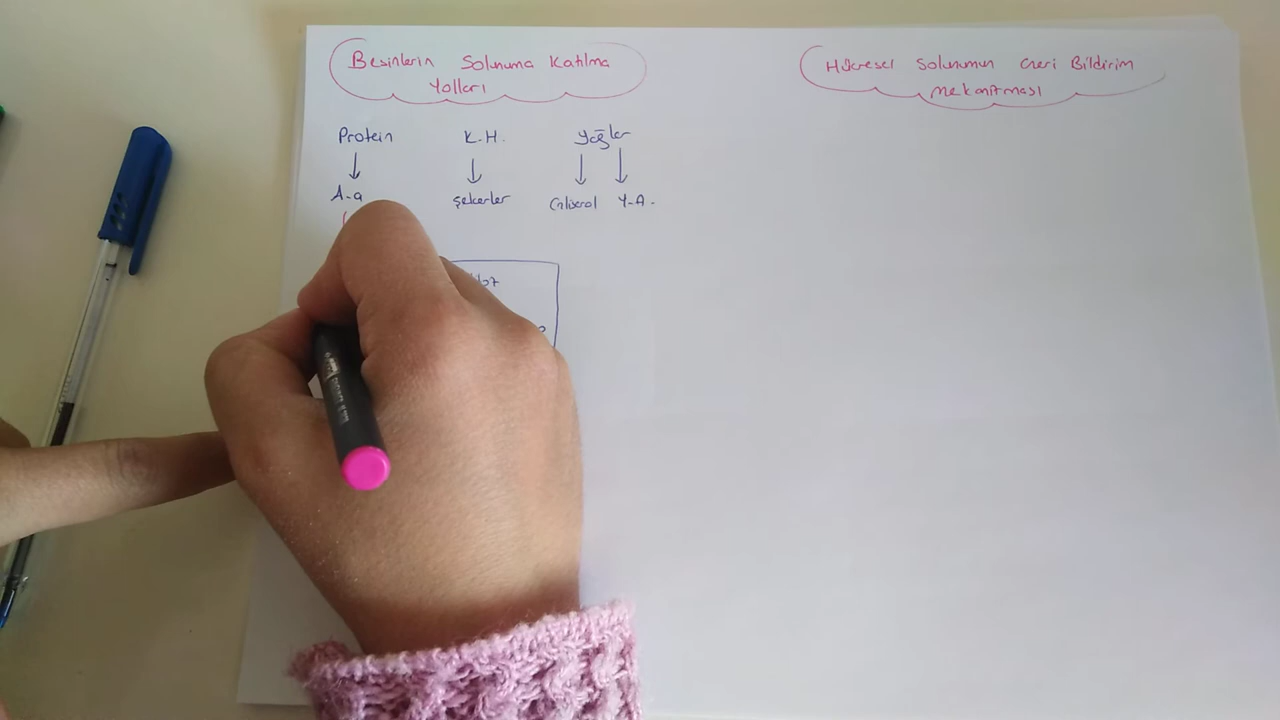 Besinlerin Solunuma Katılma
Yolları
Hücresel Solunumun Geri Bildirim
Mekanizması
Protein K.H. Yağlar
A-a Şekerler Gliserol Y-A.